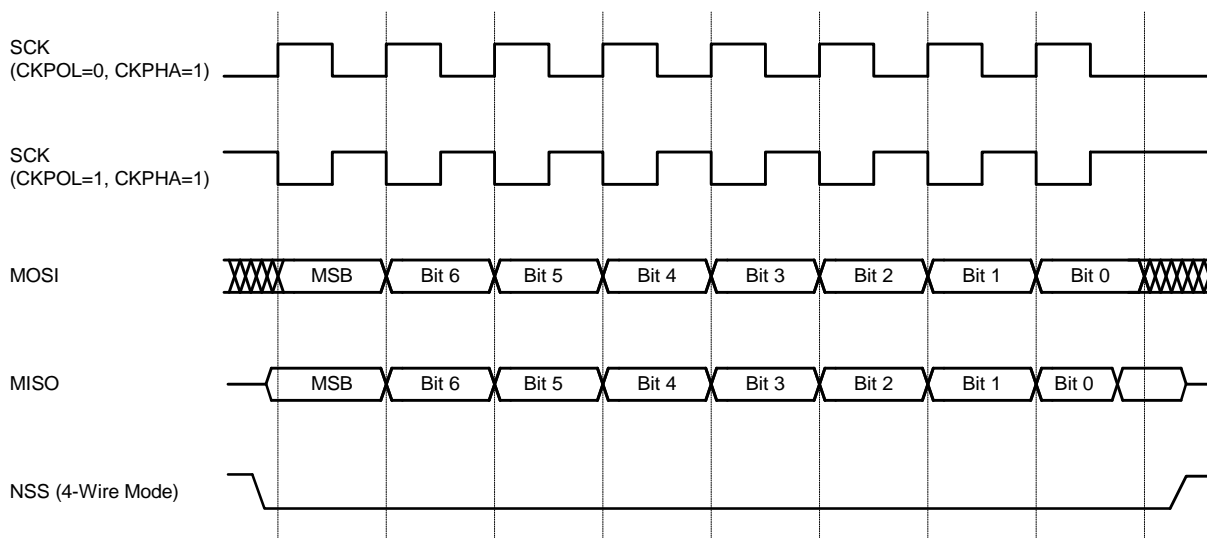 SCK
(CKPOL=0, CKPHA=1)
SCK
(CKPOL=1, CKPHA=1)
MOSI
MSB
Bit 6
Bit 5
Bit 4
Bit 3
Bit 2
Bit 1
Bit 0
MISO
MSB
Bit 6
Bit 5
Bit 4
Bit 3
Bit 2
Bit 1
Bit 0
NSS (4-Wire Mode)